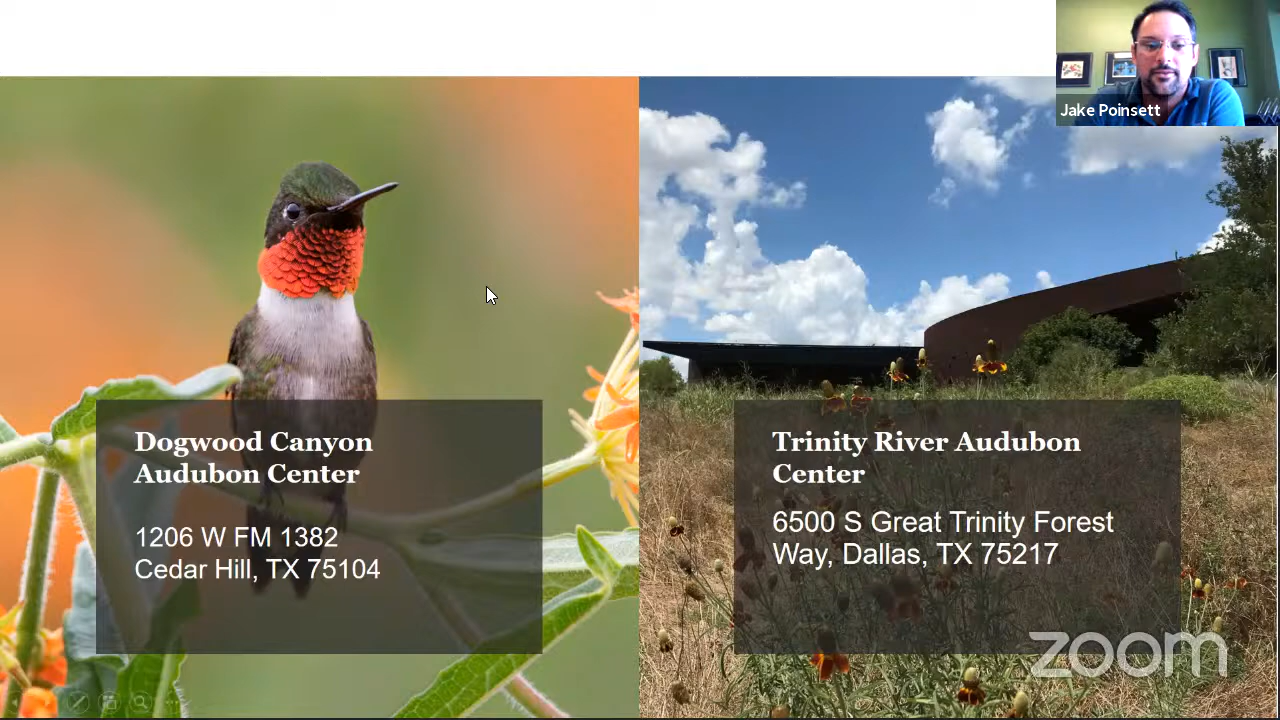 Jake Poinsett
Dogwood Canyon
Audubon Center
1206 W FM 1382
Cedar Hill, TX 75104
Trinity River Audubon
Center
6500 S Great Trinity Forest
Way, Dallas, TX 75217
zoom